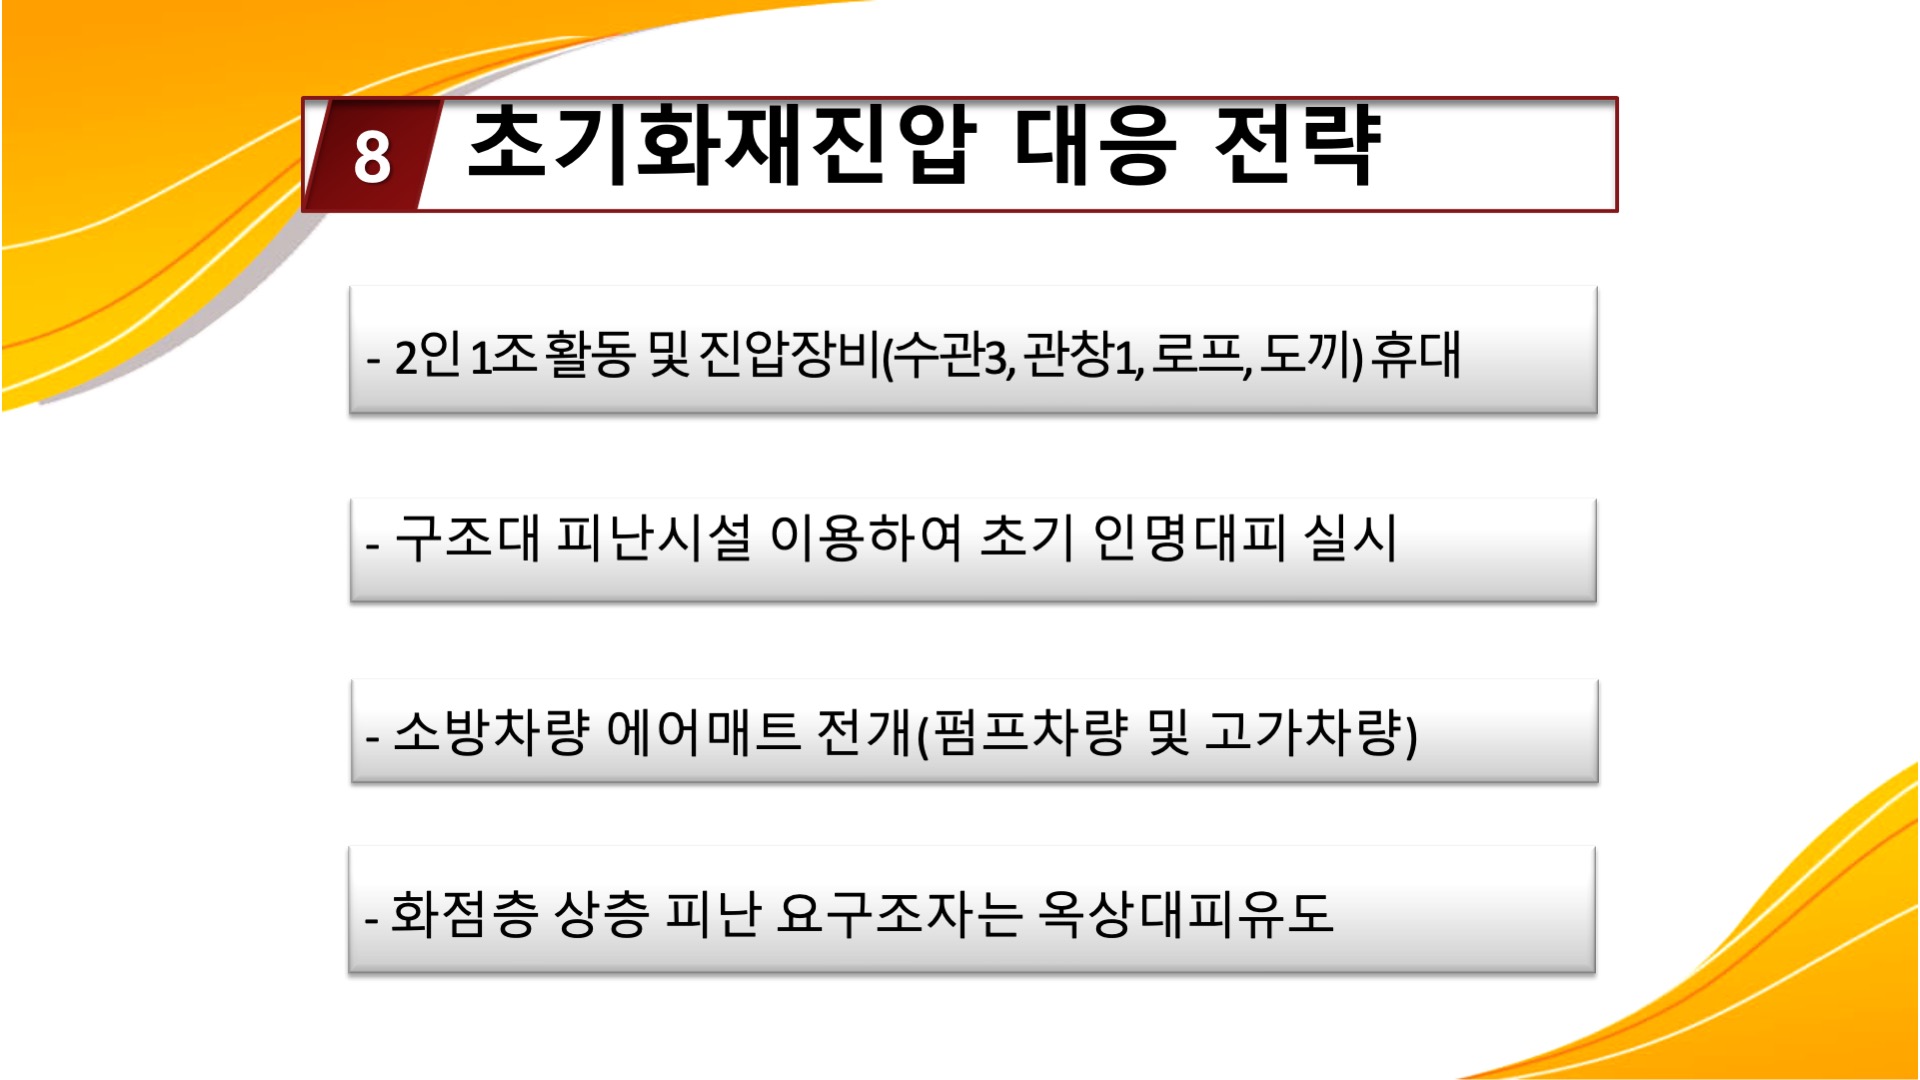 8 초기화재진압 대응 전략
- 2인 1조 활동 및 진압장비(수관3, 관창1, 로프, 도끼) 휴대
- 구조대 피난시설 이용하여 초기 인명대피 실시
- 소방차량 에어매트 전개(펌프차량 및 고가차량)
- 화점층 상층 피난 요구조자는 옥상대피유도